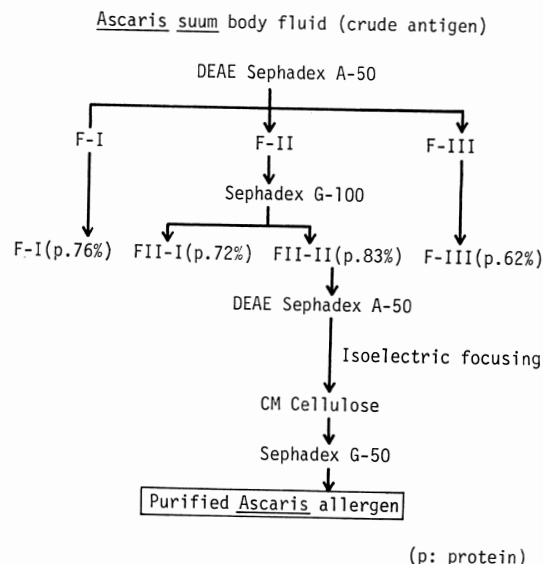 Ascaris suum body fluid (crude antigen)
DEAE Sephadex A-50
F-I F-II F-III
Sephadex G-100
F-I(p.76%) FII-I(p.72%) FII-II(p.83%) F-III(p.62%)
DEAE Sephadex A-50
Isoelectric focusing
CM Cellulose
Sephadex G-50
Purified Ascaris allergen
(p: protein)